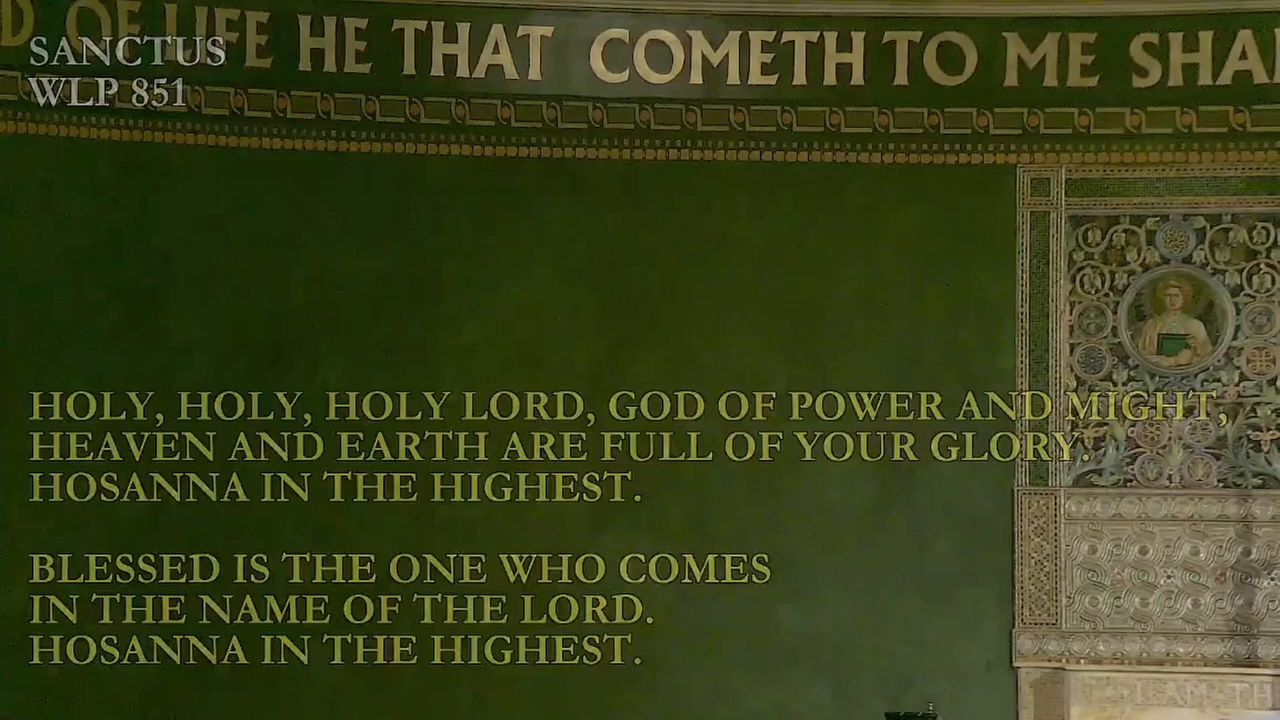 D OF LIFE HE THAT COMETH TO ME SHA
SANCTUS
WLP 851
HOLY, HOLY, HOLY LORD, GOD OF POWER AND MIGHT,
HEAVEN AND EARTH ARE FULL OF YOUR GLORY.
HOSANNA IN THE HIGHEST.
BLESSED IS THE ONE WHO COMES
IN THE NAME OF THE LORD.
HOSANNA IN THE HIGHEST.
I AM TH